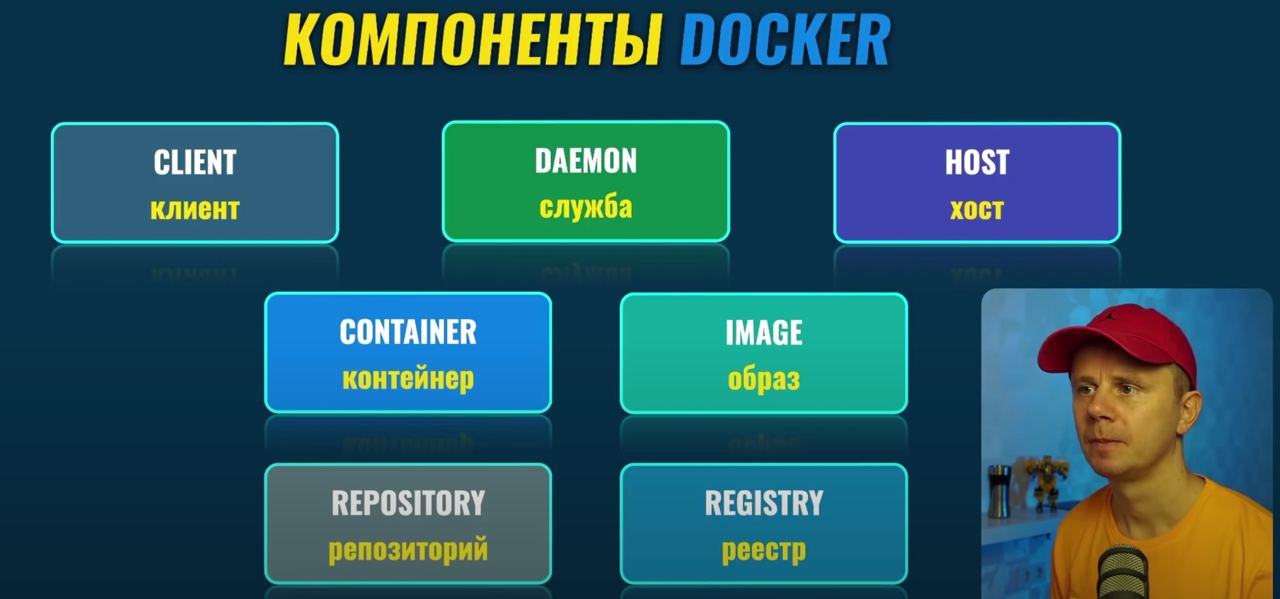 КОМПОНЕНТЫ DOCKER
CLIENT
клиент
DAEMON
служба
HOST
хост
CONTAINER
контейнер
IMAGE
образ
REPOSITORY
репозиторий
REGISTRY
реестр